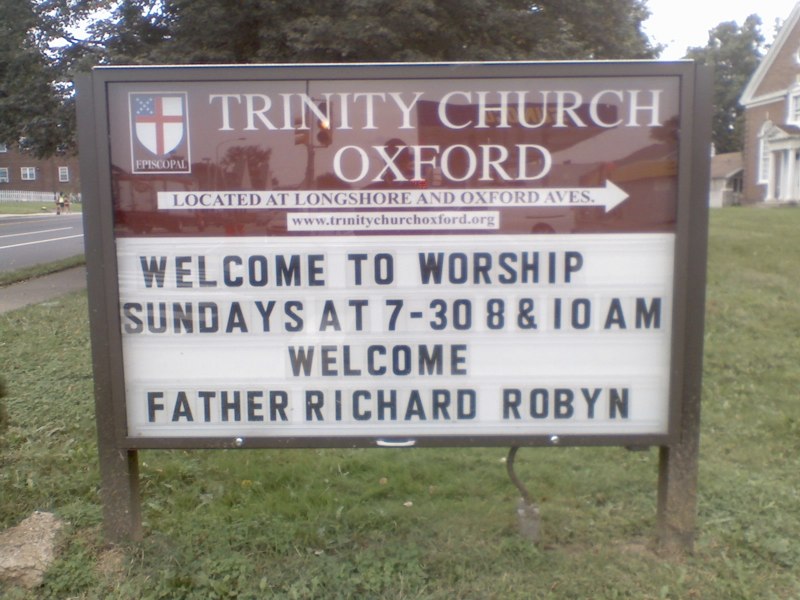 TRINITY CHURCH
OXFORD
EPISCOPAL
LOCATED AT LONGSHORE AND OXFORD AVES.
www.trinitychurchoxford.org
WELCOME TO WORSHIP
SUNDAYS AT 7-30 8 & 10 AM
WELCOME
FATHER RICHARD ROBYN